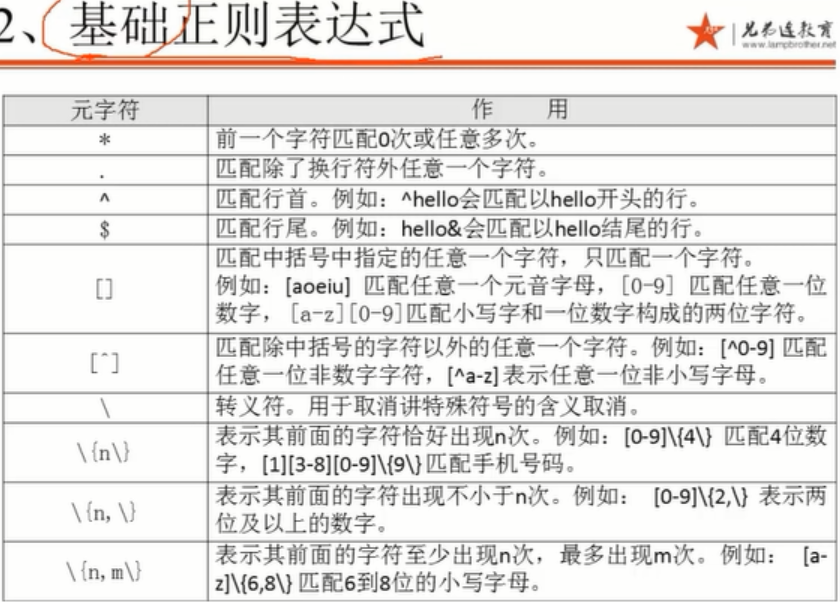 2、基础正则表达式
兄弟连教育
www.lampbrother.net
元字符 作 用
* 前一个字符匹配0次或任意多次。
. 匹配除了换行符外任意一个字符。
^ 匹配行首。例如：^hello会匹配以hello开头的行。
$ 匹配行尾。例如：hello&会匹配以hello结尾的行。
[] 匹配中括号中指定的任意一个字符，只匹配一个字符。
例如：[aoeiu] 匹配任意一个元音字母，[0-9] 匹配任意一位
数字，[a-z][0-9]匹配小写字和一位数字构成的两位字符。
[^] 匹配除中括号的字符以外的任意一个字符。例如：[^0-9] 匹配
任意一位非数字字符，[^a-z]表示任意一位非小写字母。
\ 转义符。用于取消讲特殊符号的含义取消。
\{n\} 表示其前面的字符恰好出现n次。例如：[0-9]\{4\} 匹配4位数
字，[1][3-8][0-9]\{9\}匹配手机号码。
\{n,\} 表示其前面的字符出现不小于n次。例如： [0-9]\{2,\} 表示两
位及以上的数字。
\{n,m\} 表示其前面的字符至少出现n次，最多出现m次。例如： [a-
z]\{6,8\} 匹配6到8位的小写字母。